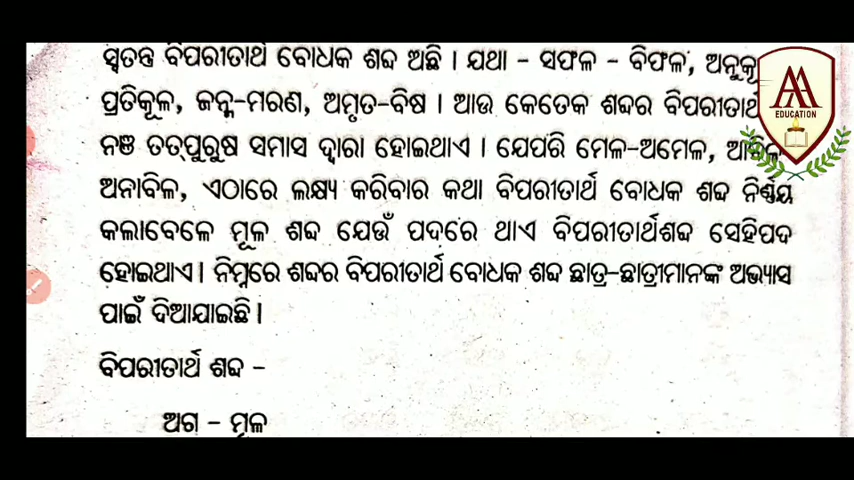 ସ୍ୱତନ୍ତ୍ର ବିପରୀତାର୍ଥ ବୋଧକ ଶବ୍ଦ ଅଛି । ଯଥା - ସଫଳ - ବିଫଳ, ଅନୁକୂ
ପ୍ରତିକୂଳ, ଜନ୍ମ-ମରଣ, ଅମୃତ-ବିଷ । ଆଉ କେତେକ ଶବ୍ଦର ବିପରୀତାର୍ଥ
ନଞ ତତ୍‌ପୁରୁଷ ସମାସ ଦ୍ୱାରା ହୋଇଥାଏ । ଯେପରି ମେଳ-ଅମେଳ,
ଅନାବିଳ, ଏଠାରେ ଲକ୍ଷ୍ୟ କରିବାର କଥା ବିପରୀତାର୍ଥ ବୋଧକ ଶବ୍ଦ ନିର୍ଣ୍ଣୟ
କଲାବେଳେ ମୂଳ ଶବ୍ଦ ଯେଉଁ ପଦରେ ଥାଏ ବିପରୀତାର୍ଥଶବ୍ଦ ସେହିପଦ
ହୋଇଥାଏ । ନିମ୍ନରେ ଶବ୍ଦର ବିପରୀତାର୍ଥ ବୋଧକ ଶବ୍ଦ ଛାତ୍ର-ଛାତ୍ରୀମାନଙ୍କ ଅଭ୍ୟାସ
ପାଇଁ ଦିଆଯାଇଛି ।
ବିପରୀତାର୍ଥ ଶବ୍ଦ -
ଅଗ - ମୂଳ
AA
EDUCATION